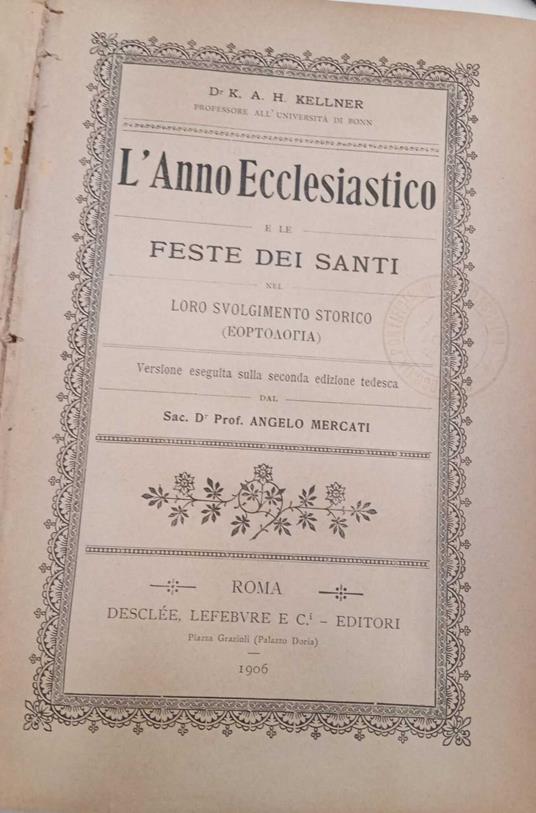 Dr K. A. H. KELLNER
PROFESSORE ALL'UNIVERSITÀ DI BONN
L'Anno Ecclesiastico
E LE
FESTE DEI SANTI
NEL
LORO SVOLGIMENTO STORICO
(ΕΟΡΤΟΛΟΓΙΑ)
Versione eseguita sulla seconda edizione tedesca
DAL
Sac. Dr Prof. ANGELO MERCATI
ROMA
DESCLÉE, LEFEBVRE E C.i - EDITORI
Piazza Grazioli (Palazzo Doria)
1906